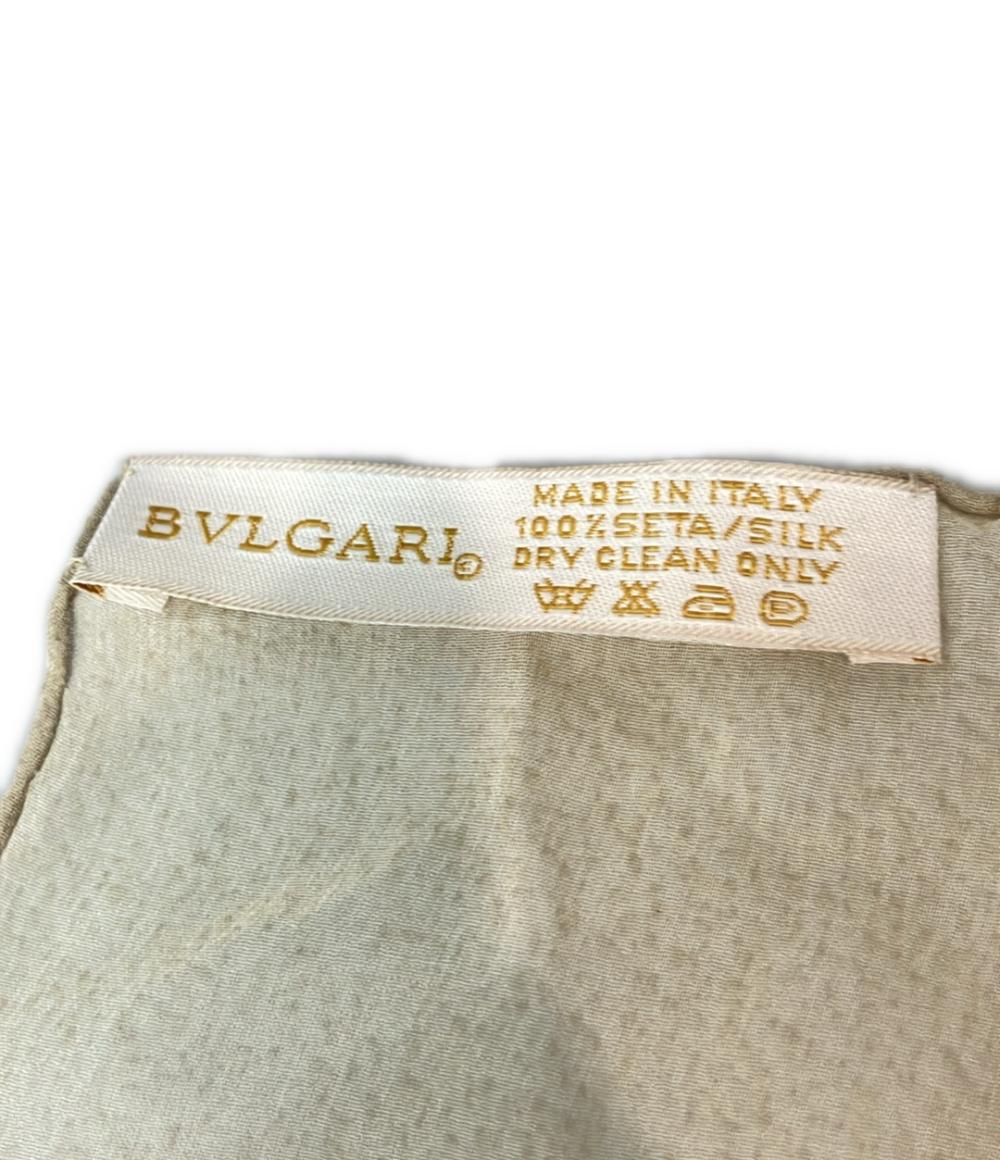 BVLGARI©
MADE IN ITALY
100% SETA/SILK
DRY CLEAN ONLY
P